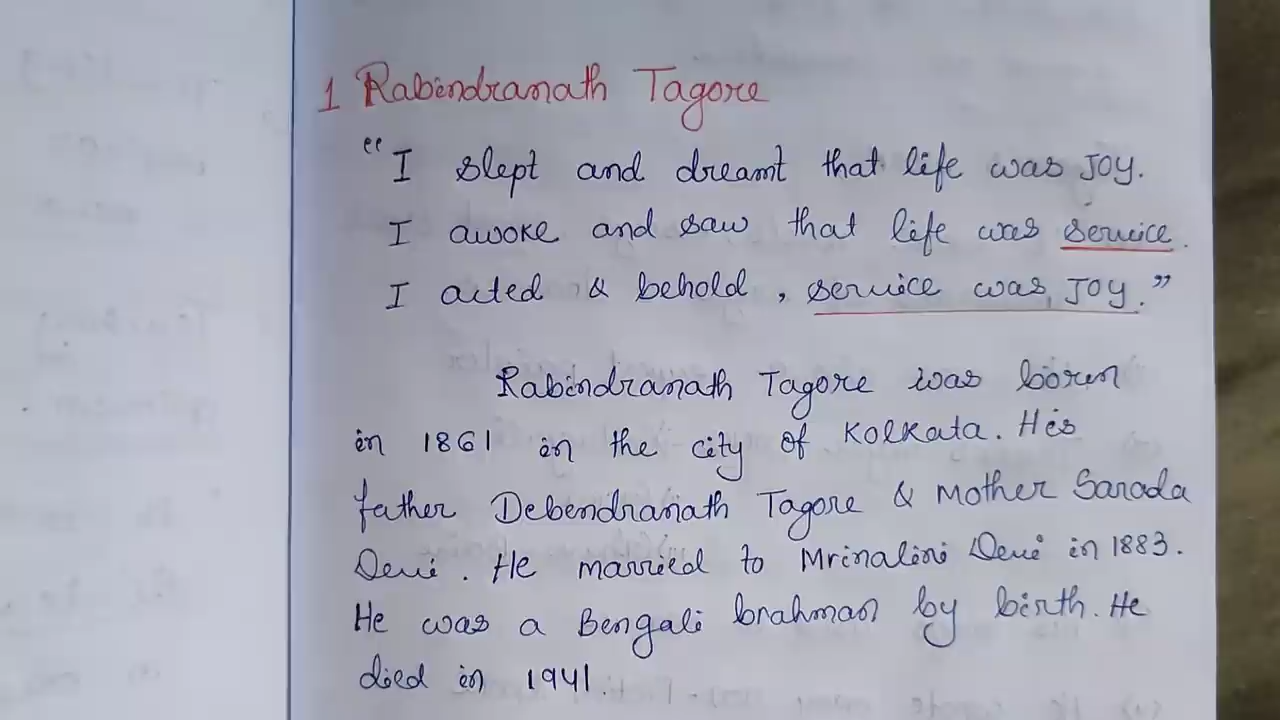 1 Rabindranath Tagore
"I slept and dreamt that life was Joy.
I awoke and saw that life was service.
I acted & behold, service was Joy."
Rabindranath Tagore was born
in 1861 in the city of Kolkata. His
father Debendranath Tagore & Mother Sarada
Devi. He married to Mrinalini Devi in 1883.
He was a Bengali brahman by birth. He
died in 1941.